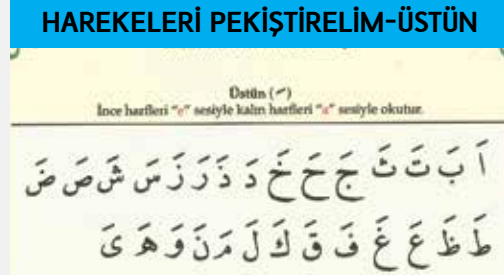 HAREKELERİ PEKİŞTİRELİM-ÜSTÜN
Üstün (َ)
İnce harfleri "e" sesiyle kalın harfleri "a" sesiyle okutur.
اَ بَ تَ ثَ جَ حَ خَ دَ ذَ رَ زَ سَ شَ صَ ضَ
طَ ظَ عَ غَ فَ قَ كَ لَ مَ نَ وَ هَ ىَ